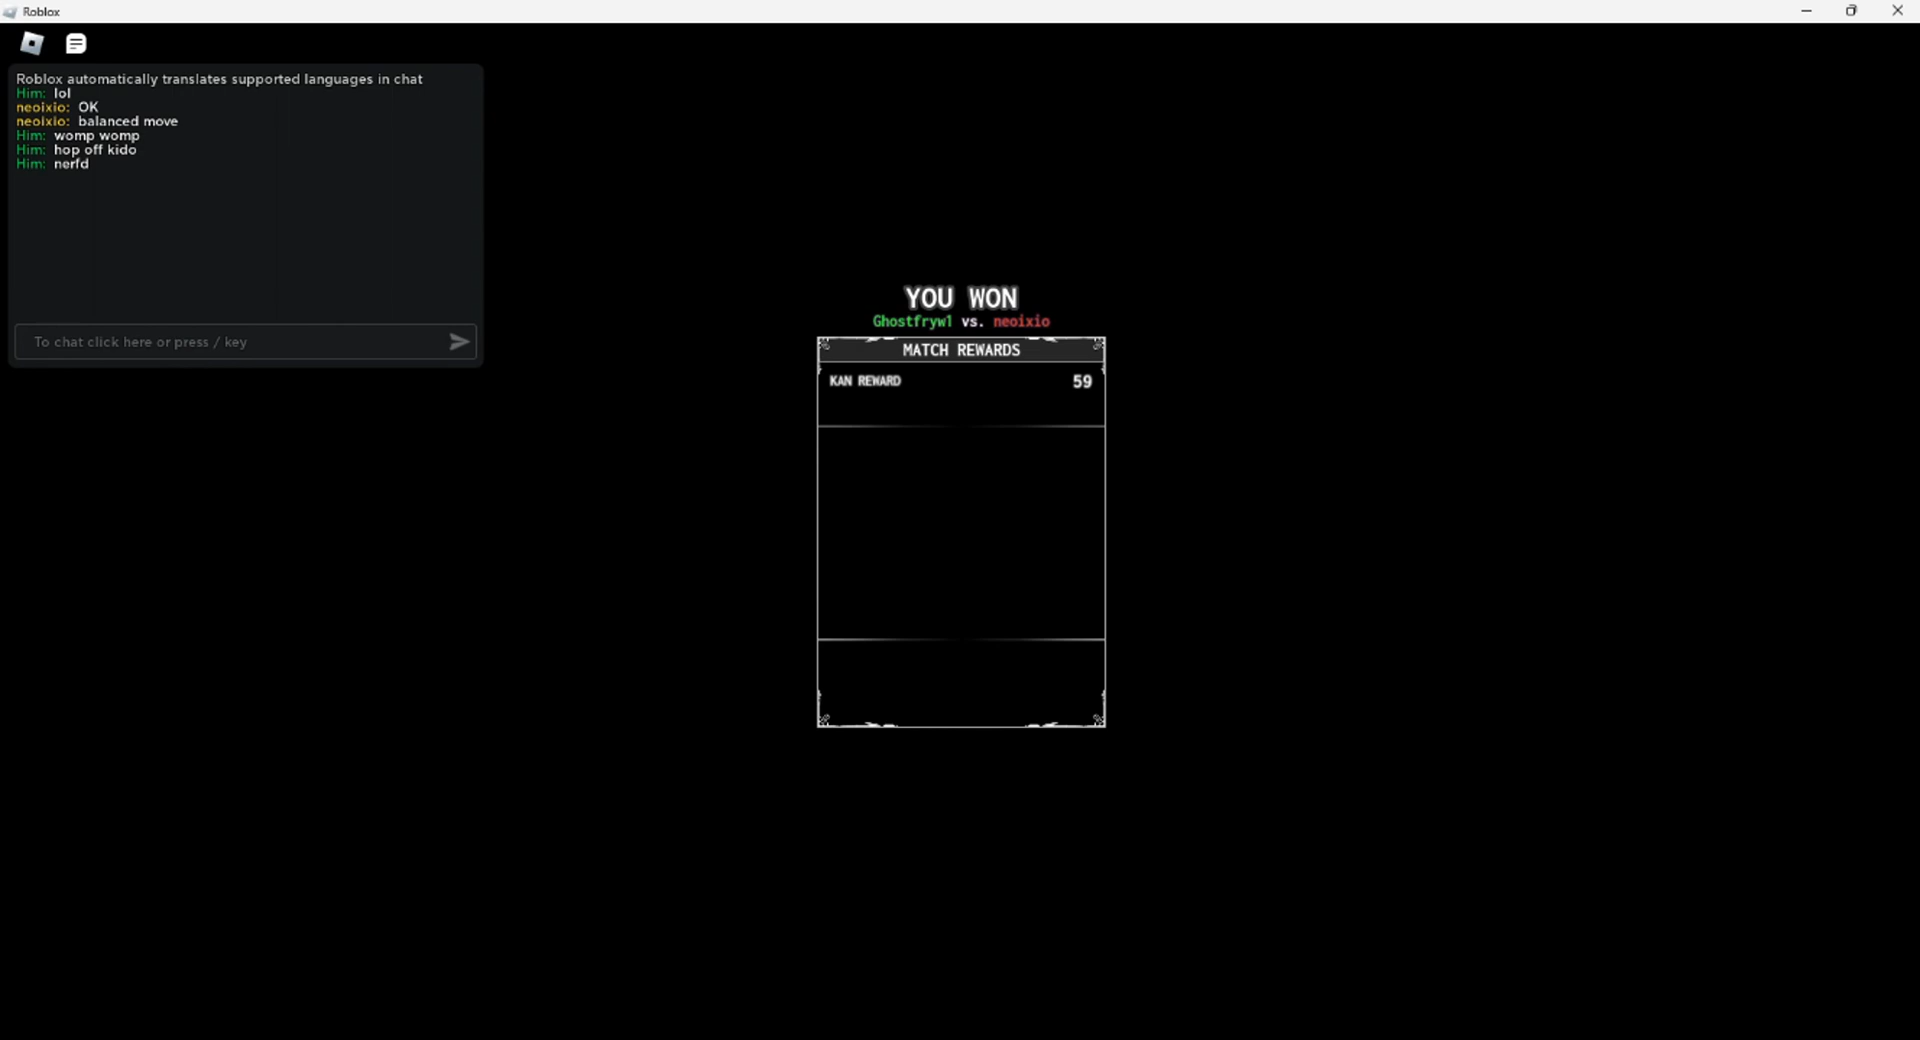 Roblox
Roblox automatically translates supported languages in chat
Him: lol
neoixio: OK
neoixio: balanced move
Him: womp womp
Him: hop off kido
Him: nerfd
To chat click here or press / key
YOU WON
Ghostfryw1 vs. neoixio
MATCH REWARDS
KAN REWARD 59